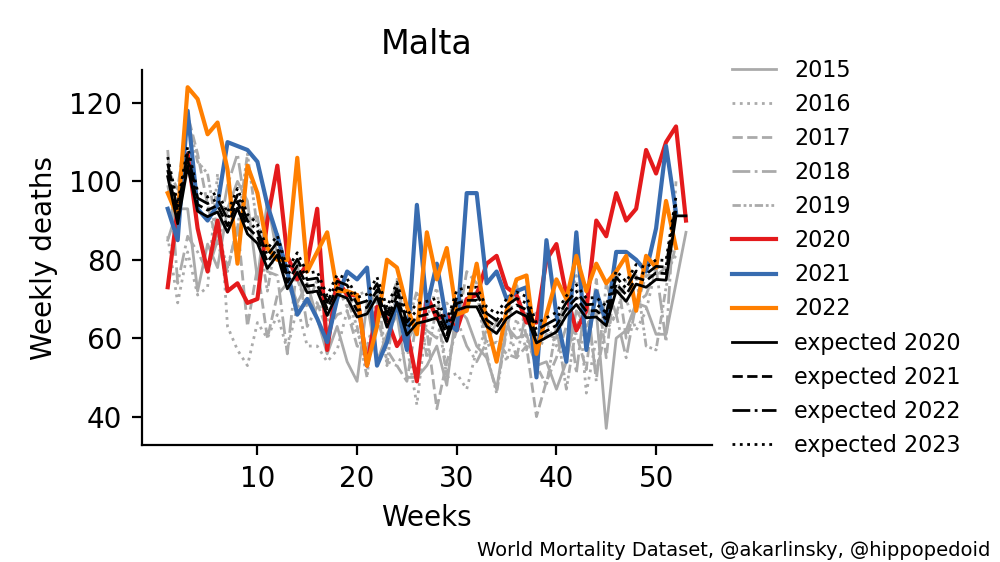 Malta
Weekly deaths
120
100
80
60
40
10 20 30 40 50
Weeks
2015
2016
2017
2018
2019
2020
2021
2022
expected 2020
expected 2021
expected 2022
expected 2023
World Mortality Dataset, @akarlinsky, @hippopedoid